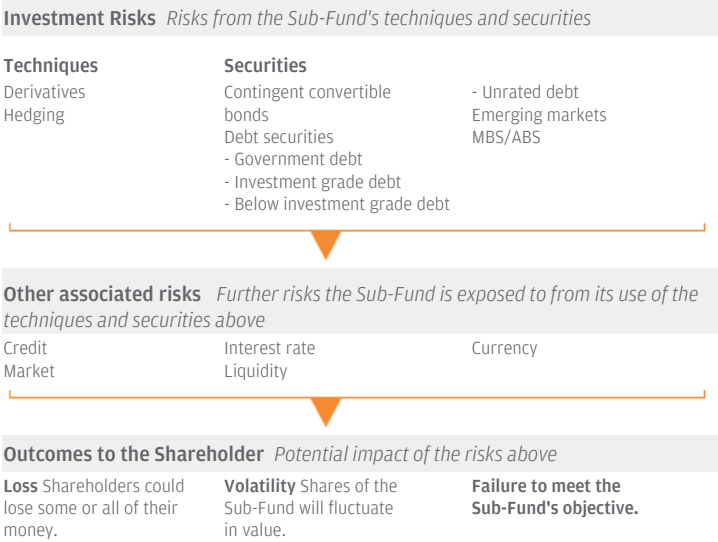 Investment Risks Risks from the Sub-Fund's techniques and securities
Techniques
Derivatives
Hedging
Securities
Contingent convertible
bonds
Debt securities
- Government debt
- Investment grade debt
- Below investment grade debt
- Unrated debt
Emerging markets
MBS/ABS
Other associated risks Further risks the Sub-Fund is exposed to from its use of the
techniques and securities above
Credit
Market
Interest rate
Liquidity
Currency
Outcomes to the Shareholder Potential impact of the risks above
Loss Shareholders could
lose some or all of their
money.
Volatility Shares of the
Sub-Fund will fluctuate
in value.
Failure to meet the
Sub-Fund's objective.